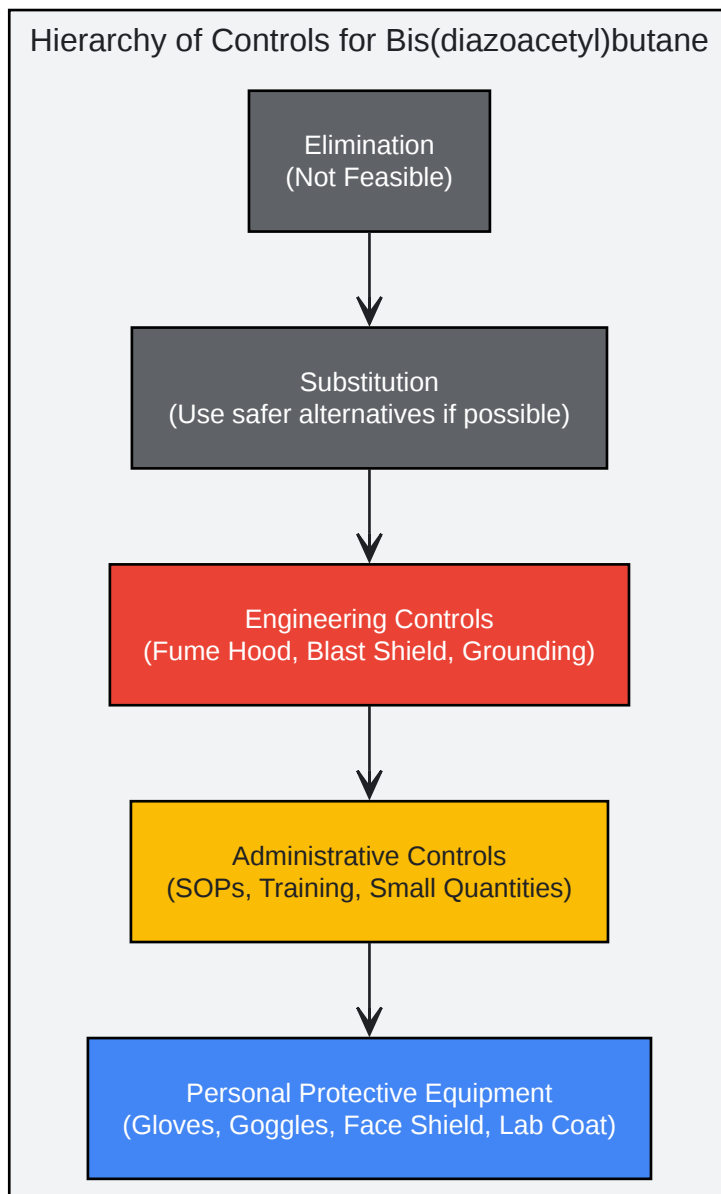 Hierarchy of Controls for Bis(diazoacetyl)butane
Elimination
(Not Feasible)
Substitution
(Use safer alternatives if possible)
Engineering Controls
(Fume Hood, Blast Shield, Grounding)
Administrative Controls
(SOPs, Training, Small Quantities)
Personal Protective Equipment
(Gloves, Goggles, Face Shield, Lab Coat)